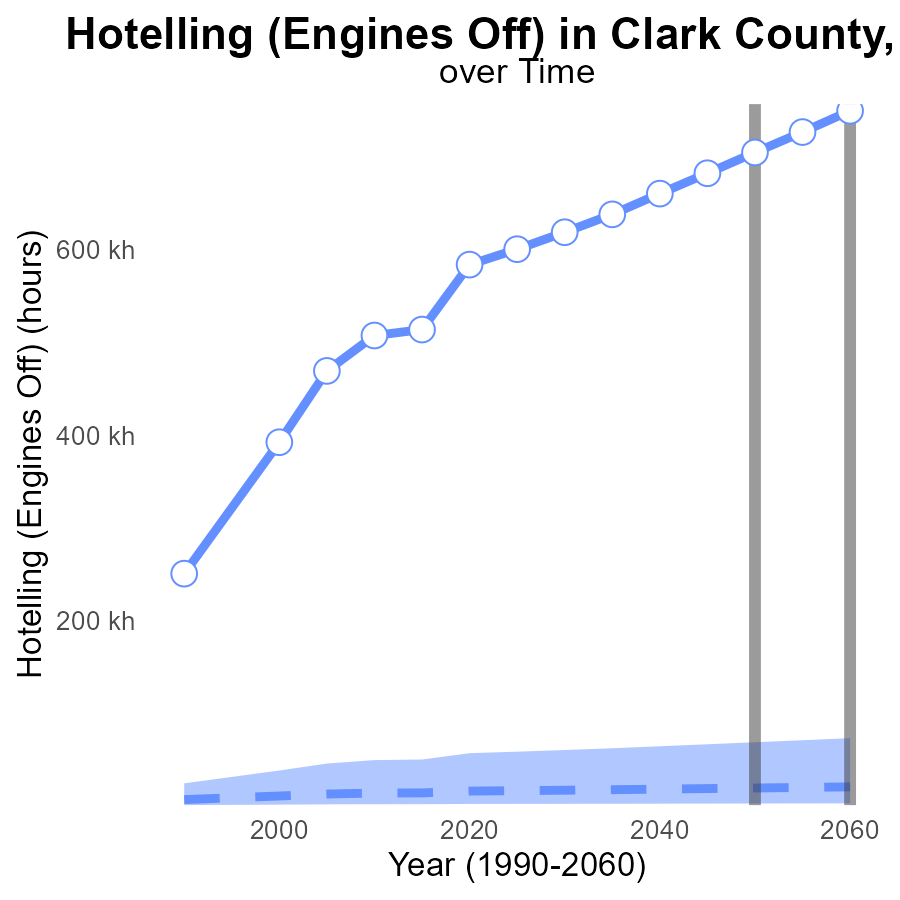 Hotelling (Engines Off) in Clark County,
over Time
Hotelling (Engines Off) (hours)
600 kh
400 kh
200 kh
2000
2020
2040
2060
Year (1990-2060)